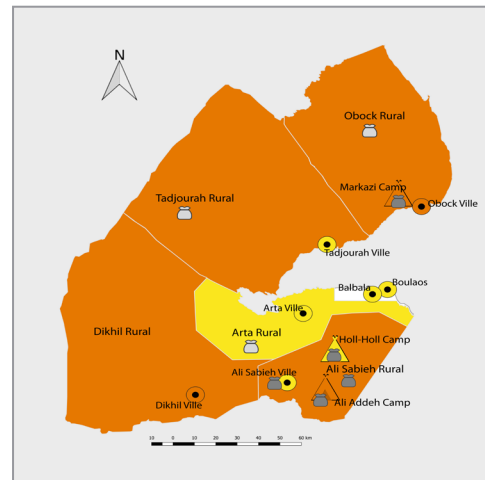 N
Obock Rural
Markazi Camp
Obock Ville
Tadjourah Rural
Tadjourah Ville
Balbala
Boulaos
Arta Ville
Dikhil Rural
Arta Rural
Holl-Holl Camp
Ali Sabieh Ville
Ali Sabieh Rural
Dikhil Ville
Ali Addeh Camp
10 0 10 20 30 40 50 60 km